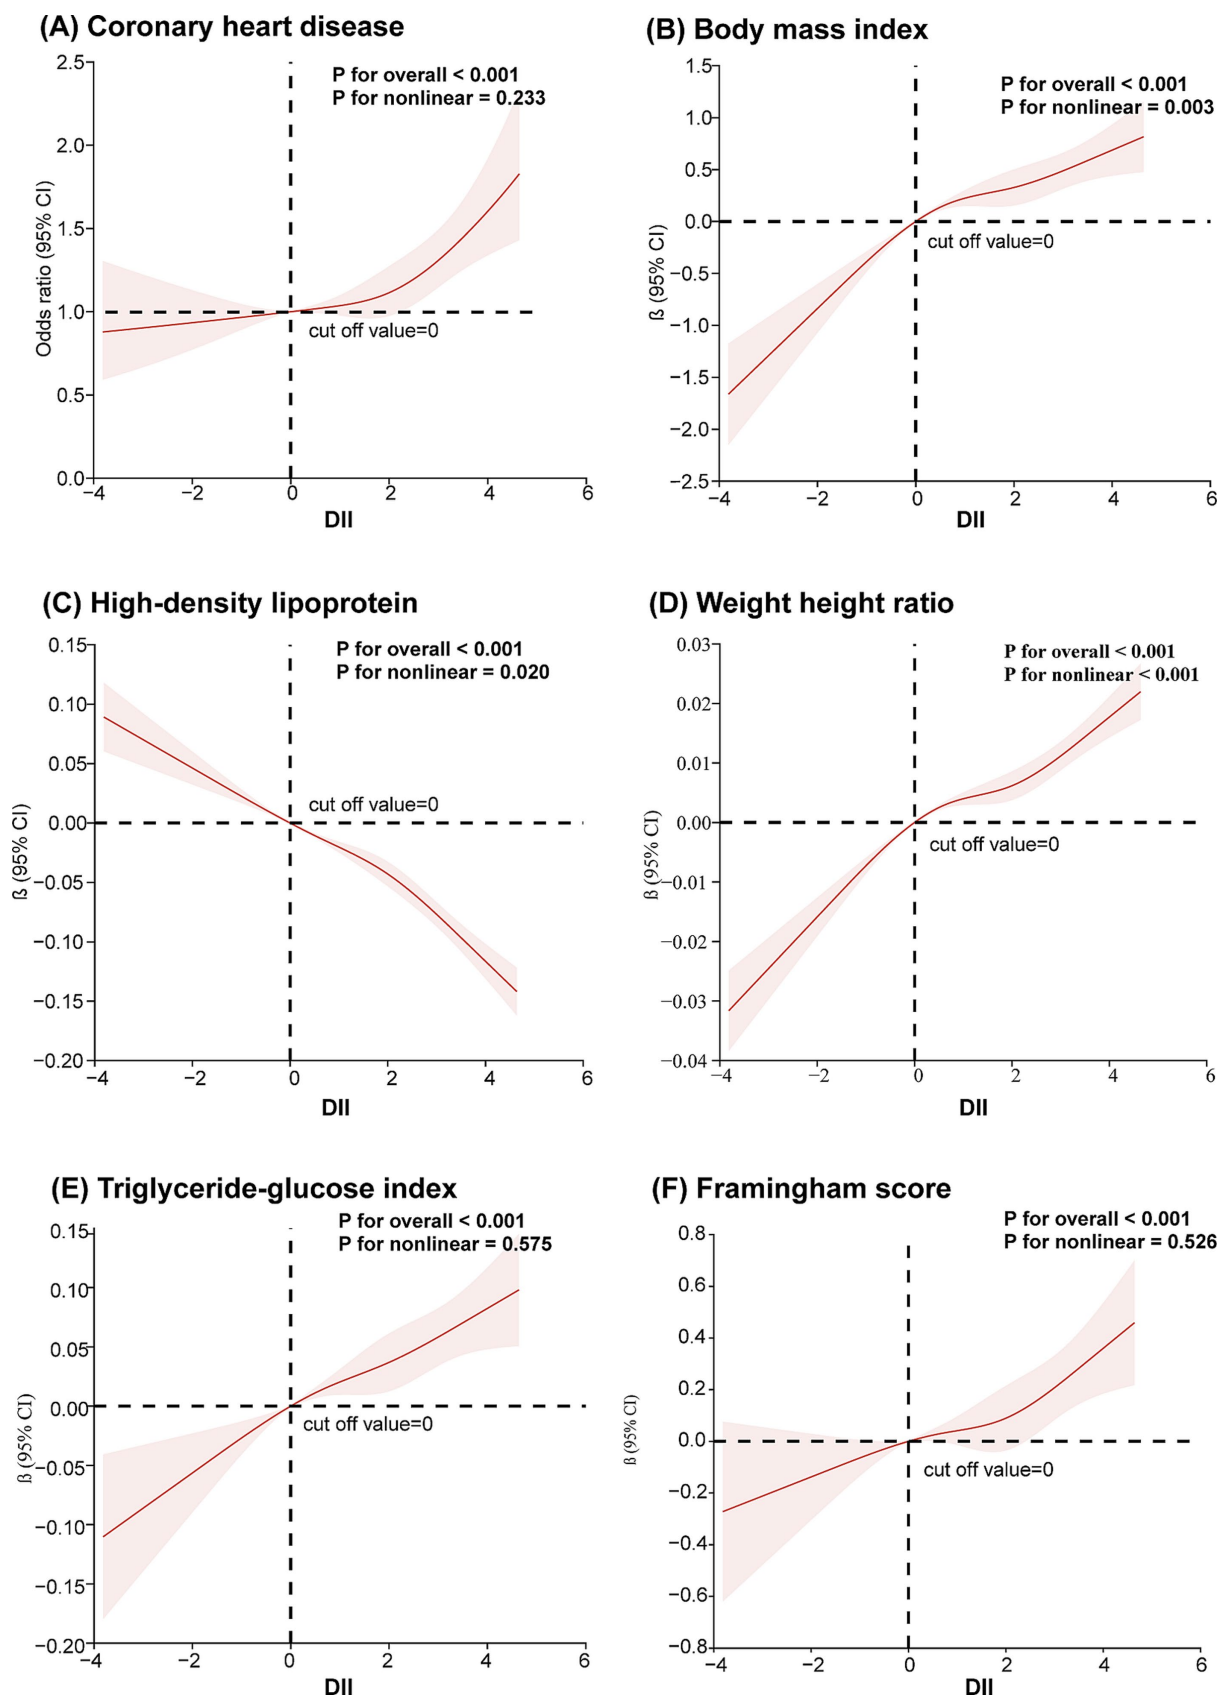 (A) Coronary heart disease
P for overall < 0.001
P for nonlinear = 0.233
2.5
2.0
1.5
1.0
0.5
0.0
Odds ratio (95% CI)
cut off value=0
−4 −2 0 2 4 6
DII
(B) Body mass index
P for overall < 0.001
P for nonlinear = 0.003
1.5
1.0
0.5
0.0
−0.5
−1.0
−1.5
−2.0
−2.5
ß (95% CI)
cut off value=0
−4 −2 0 2 4 6
DII
(C) High-density lipoprotein
P for overall < 0.001
P for nonlinear = 0.020
0.15
0.10
0.05
0.00
−0.05
−0.10
−0.15
−0.20
ß (95% CI)
cut off value=0
−4 −2 0 2 4 6
DII
(D) Weight height ratio
P for overall < 0.001
P for nonlinear < 0.001
0.03
0.02
0.01
0.00
−0.01
−0.02
−0.03
−0.04
ß (95% CI)
cut off value=0
−4 −2 0 2 4 6
DII
(E) Triglyceride-glucose index
P for overall < 0.001
P for nonlinear = 0.575
0.15
0.10
0.05
0.00
−0.05
−0.10
−0.15
−0.20
ß (95% CI)
cut off value=0
−4 −2 0 2 4 6
DII
(F) Framingham score
P for overall < 0.001
P for nonlinear = 0.526
0.8
0.6
0.4
0.2
0.0
−0.2
−0.4
−0.6
−0.8
ß (95% CI)
cut off value=0
−4 −2 0 2 4 6
DII